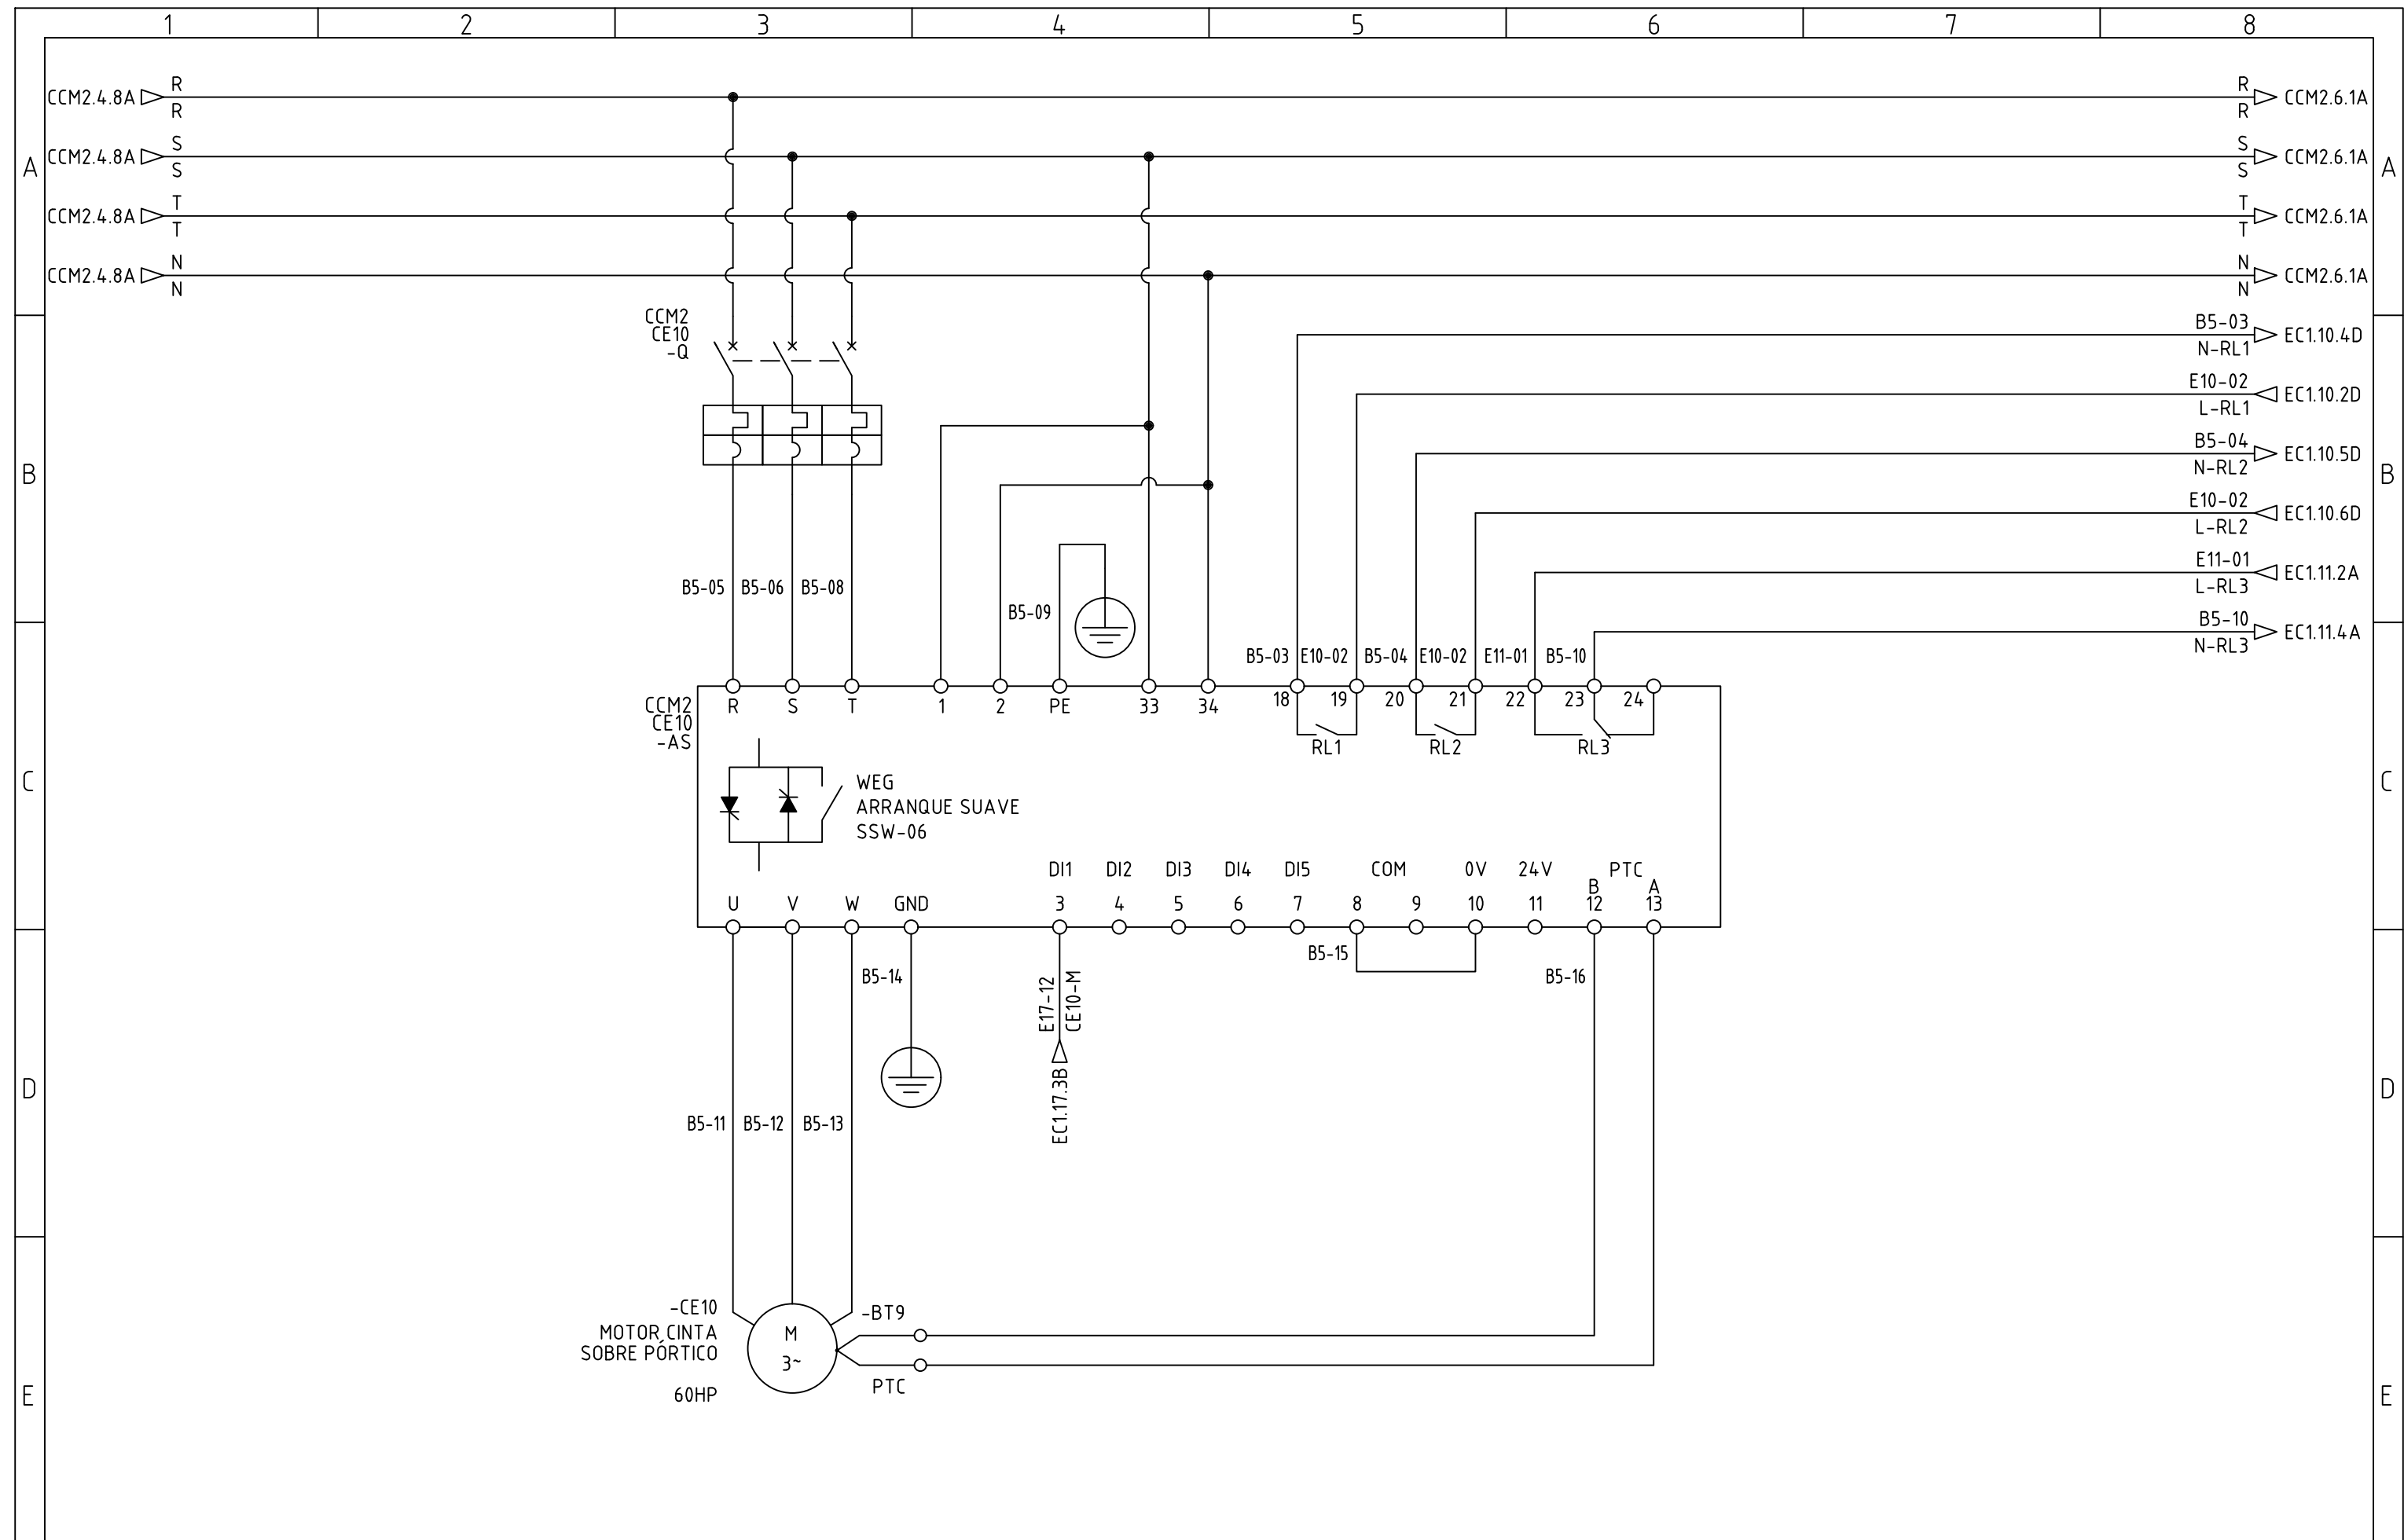 1 2 3 4 5 6 7 8
CCM2.4.8A R R CCM2.6.1A
R R
A CCM2.4.8A S S CCM2.6.1A A
S S
CCM2.4.8A T T CCM2.6.1A
T T
CCM2.4.8A N N CCM2.6.1A
N N
CCM2
CE10
-Q
B5-03
N-RL1 EC1.10.4D
E10-02
L-RL1 EC1.10.2D
B5-04
N-RL2 EC1.10.5D
B B
E10-02
L-RL2 EC1.10.6D
E11-01
L-RL3 EC1.11.2A
B5-10
N-RL3 EC1.11.4A
B5-05 B5-06 B5-08 B5-09
B5-03 E10-02 B5-04 E10-02 E11-01 B5-10
CCM2
CE10
-AS
R S T 1 2 PE 33 34 18 19 20 21 22 23 24
RL1 RL2 RL3
C C
WEG
ARRANQUE SUAVE
SSW-06
DI1 DI2 DI3 DI4 DI5 COM 0V 24V PTC
B A
U V W GND 3 4 5 6 7 8 9 10 11 12 13
B5-14 B5-15 B5-16
E17-12
CE10-M
EC1.17.3B
D D
B5-11 B5-12 B5-13
-CE10
MOTOR CINTA
SOBRE PÓRTICO
60HP
M
3~
-BT9
PTC
E E